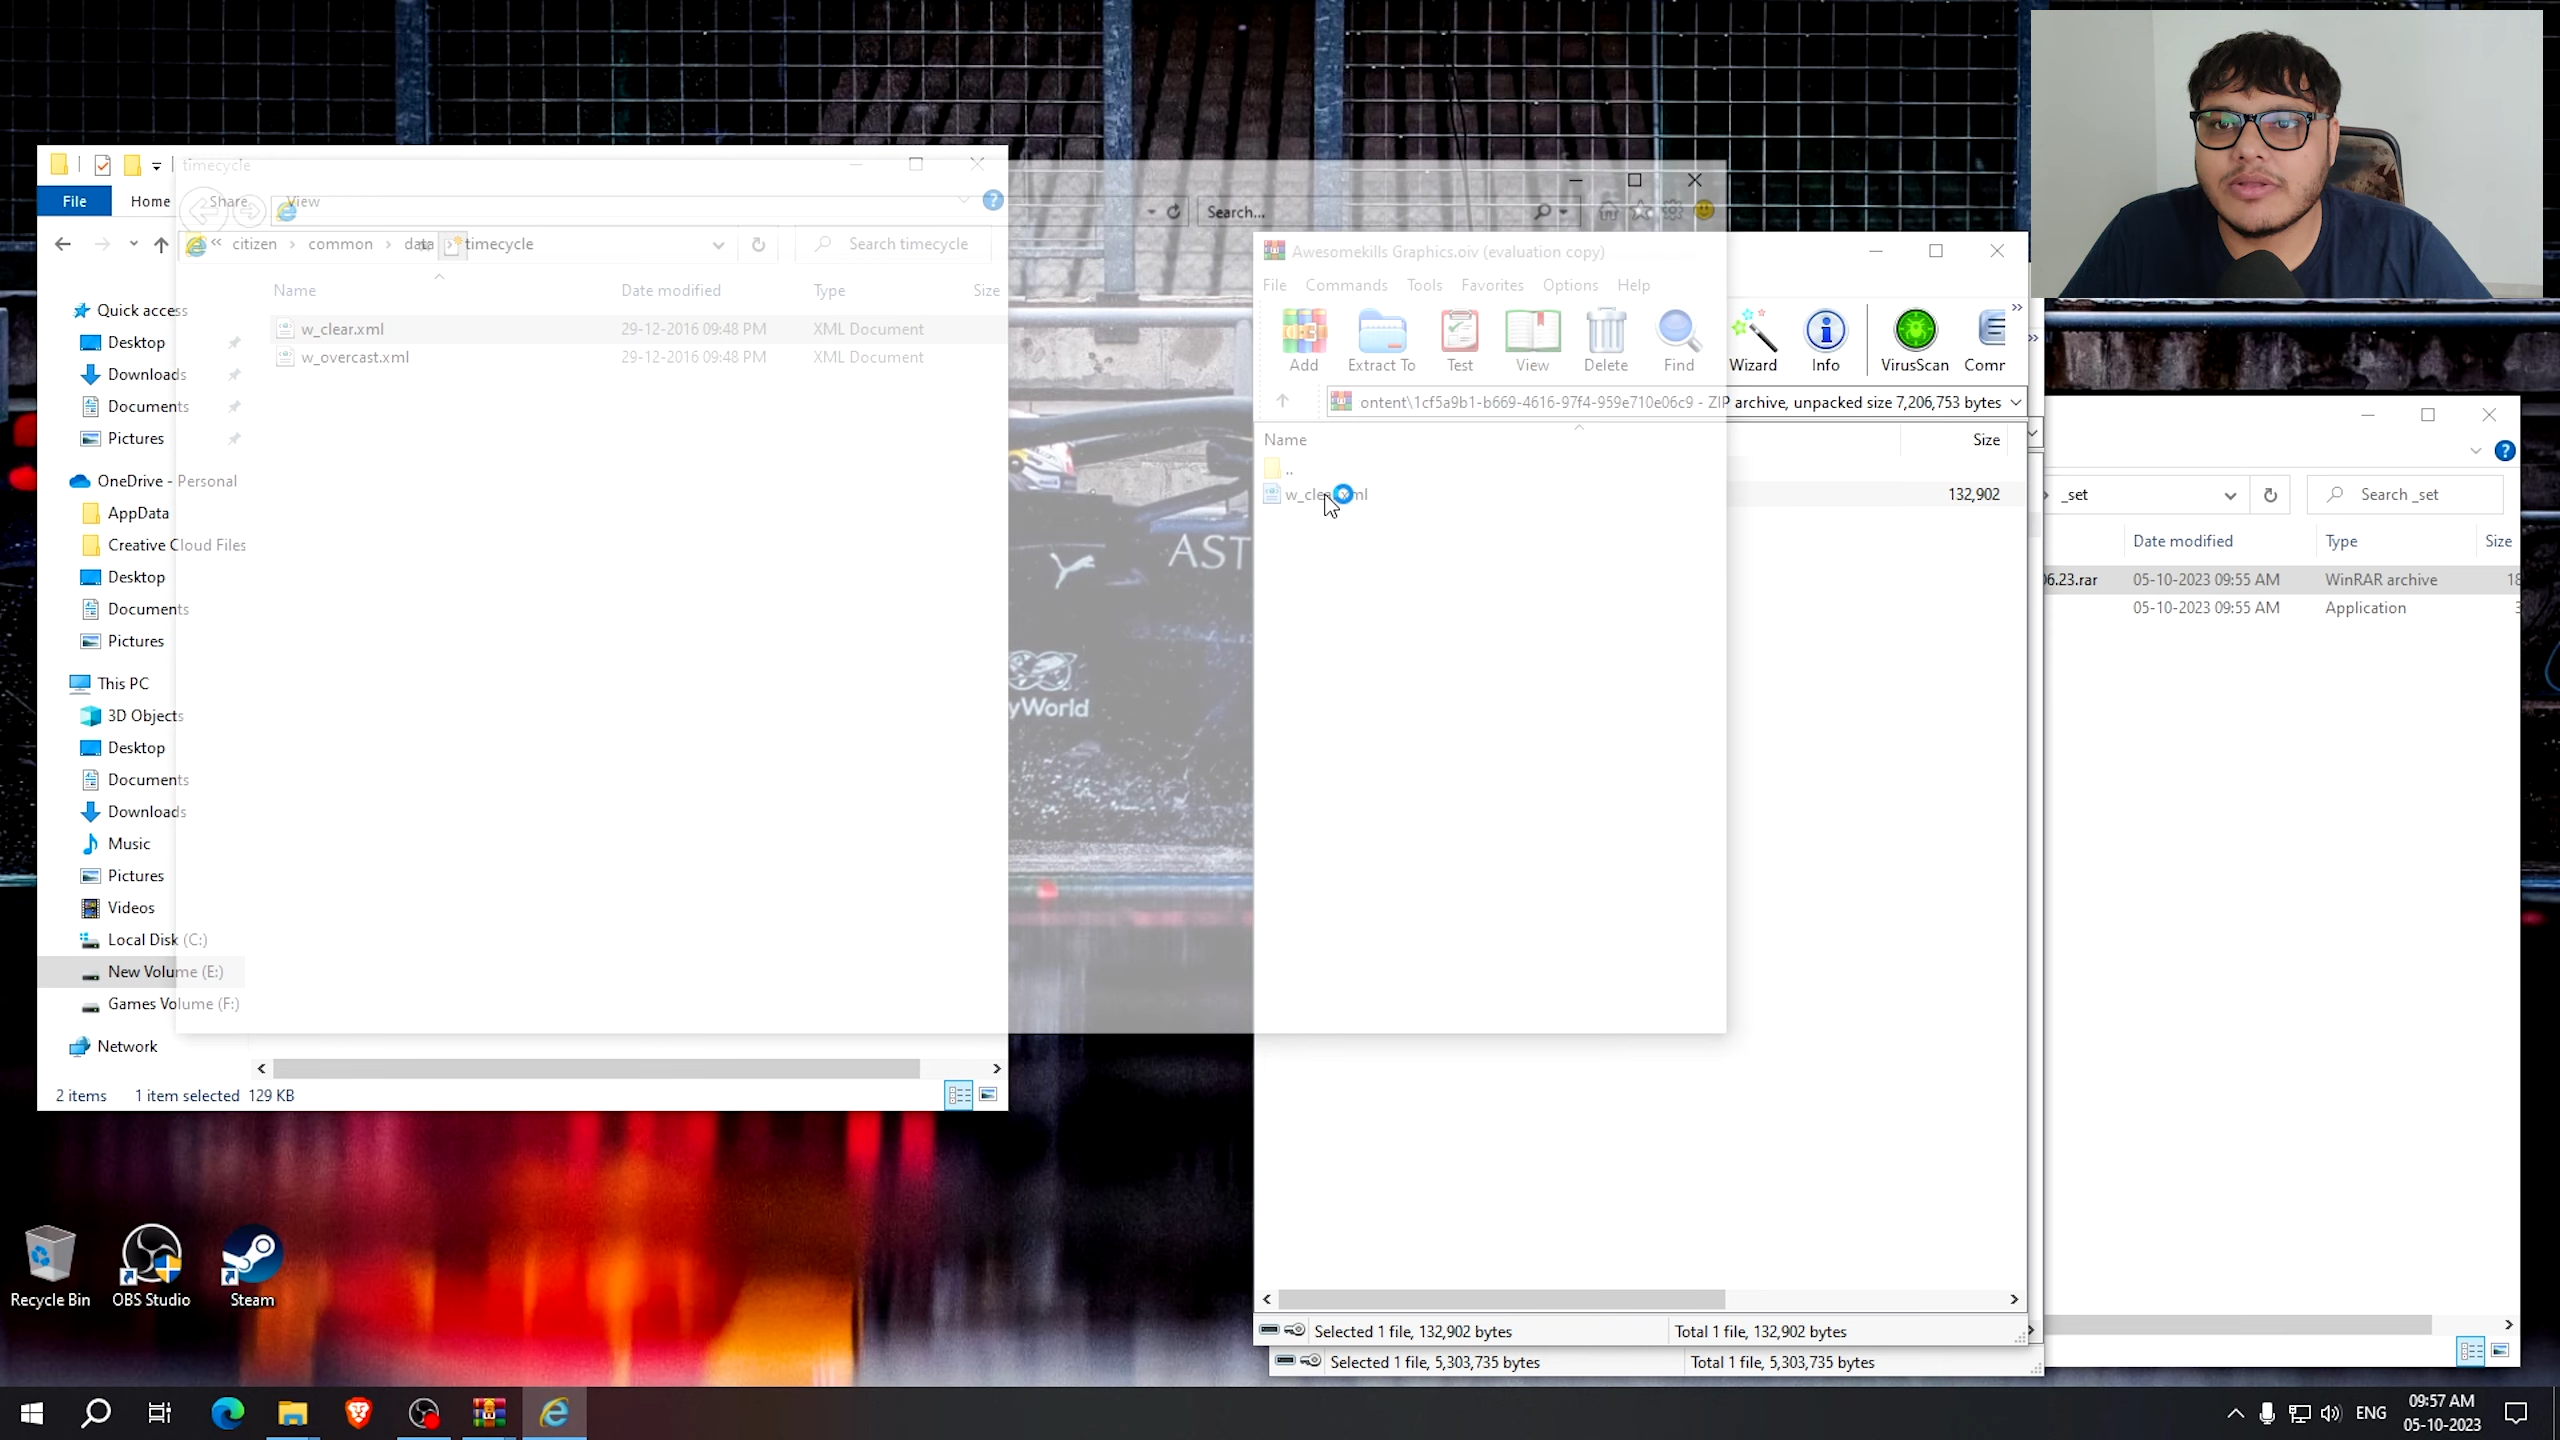 timecycle
File Home Share View
citizen common data timecycle
Search timecycle
Name Date modified Type Size
w_clear.xml 29-12-2016 09:48 PM XML Document
w_overcast.xml 29-12-2016 09:48 PM XML Document
Quick access
Desktop
Downloads
Documents
Pictures
OneDrive - Personal
AppData
Creative Cloud Files
Desktop
Documents
Pictures
This PC
3D Objects
Desktop
Documents
Downloads
Music
Pictures
Videos
Local Disk (C:)
New Volume (E:)
Games Volume (F:)
Network
2 items 1 item selected 129 KB
Search...
Awesomekills Graphics.oiv (evaluation copy)
File Commands Tools Favorites Options Help
Add Extract To Test View Delete Find Wizard Info VirusScan Comm
ontent\1cf5a9b1-b669-4616-97f4-959e710e06c9 - ZIP archive, unpacked size 7,206,753 bytes
Name Size
..
w_clear.xml 132,902
Selected 1 file, 132,902 bytes Total 1 file, 132,902 bytes
Selected 1 file, 5,303,735 bytes Total 1 file, 5,303,735 bytes
_set
Search _set
Date modified Type Size
06.23.rar 05-10-2023 09:55 AM WinRAR archive 18
05-10-2023 09:55 AM Application
AST
yWorld
Recycle Bin
OBS Studio
Steam
ENG
09:57 AM
05-10-2023